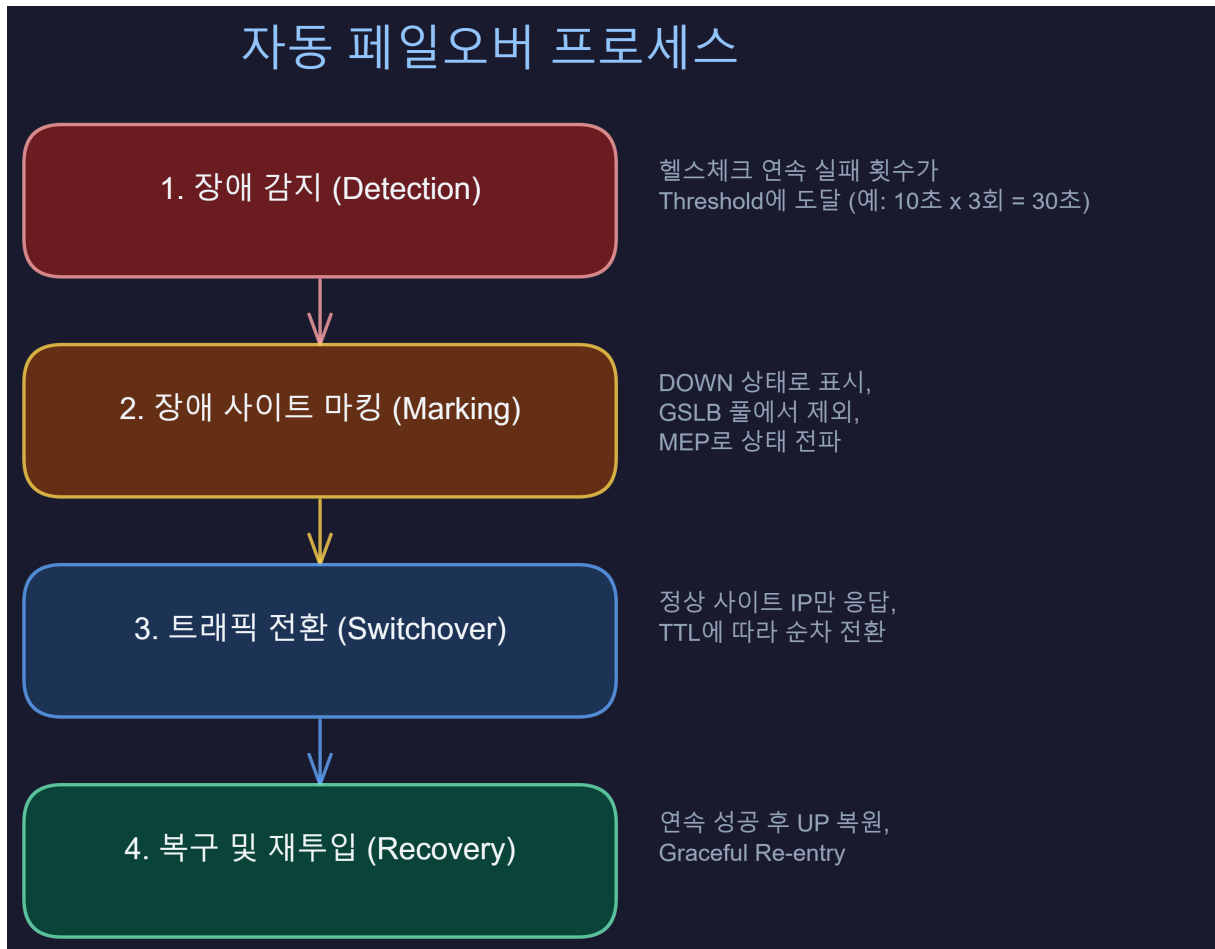 자동 페일오버 프로세스
1. 장애 감지 (Detection)
헬스체크 연속 실패 횟수가
Threshold에 도달 (예: 10초 x 3회 = 30초)
2. 장애 사이트 마킹 (Marking)
DOWN 상태로 표시,
GSLB 풀에서 제외,
MEP로 상태 전파
3. 트래픽 전환 (Switchover)
정상 사이트 IP만 응답,
TTL에 따라 순차 전환
4. 복구 및 재투입 (Recovery)
연속 성공 후 UP 복원,
Graceful Re-entry